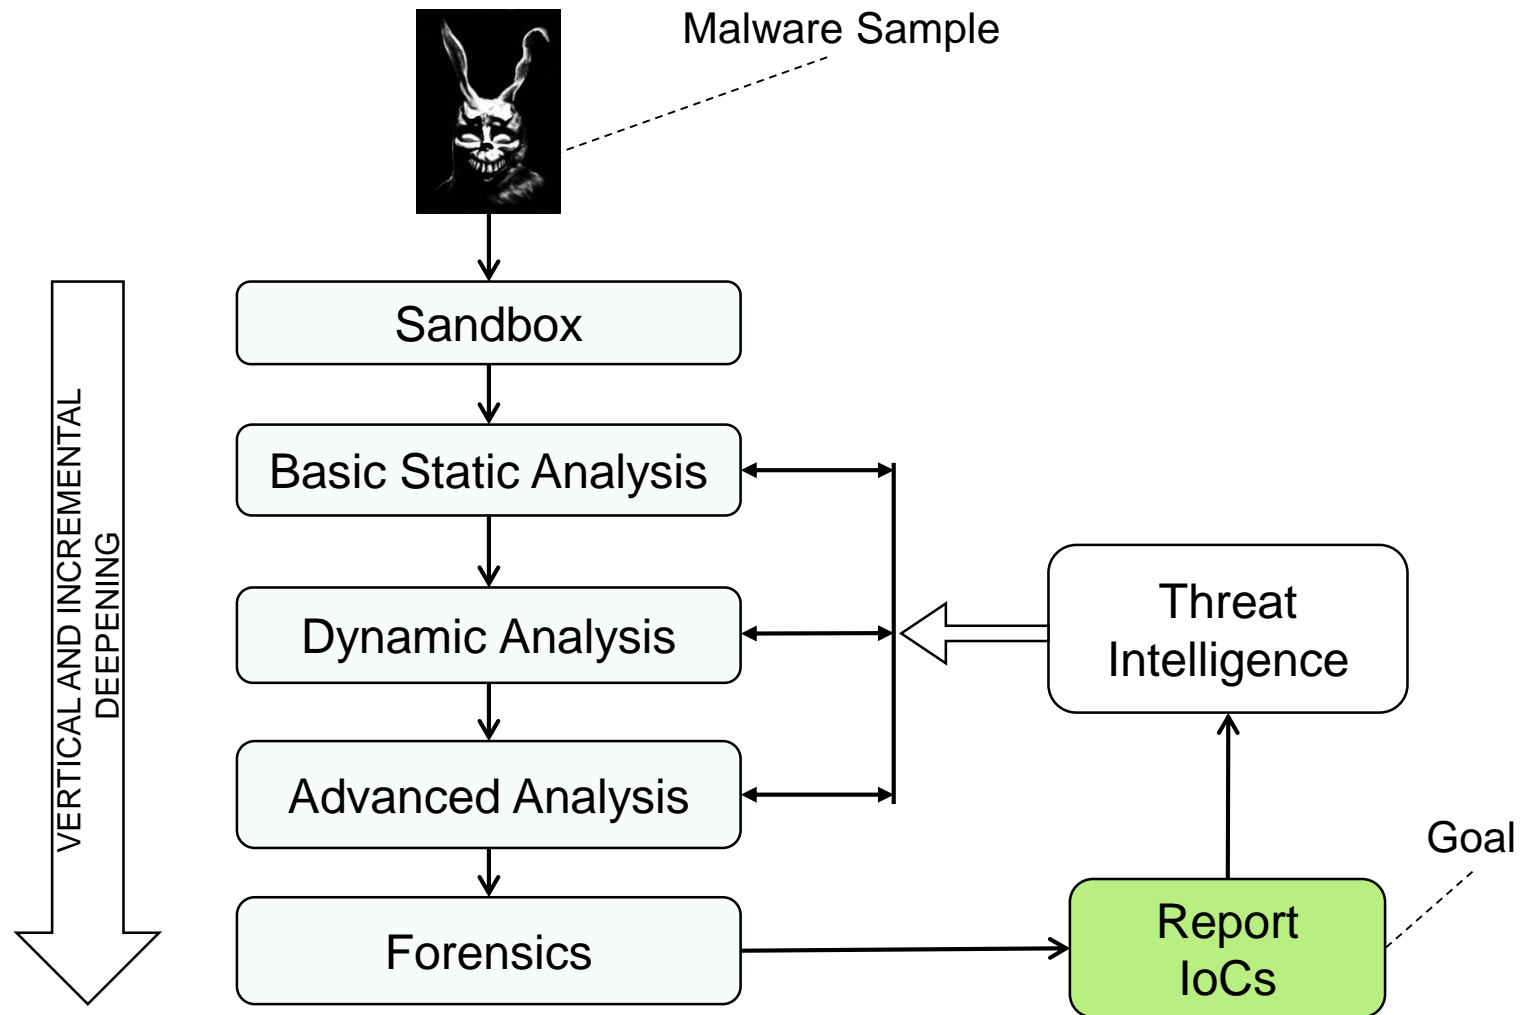 Malware Sample
Sandbox
Basic Static Analysis
Dynamic Analysis
Advanced Analysis
Forensics
VERTICAL AND INCREMENTAL
DEEPENING
Threat
Intelligence
Goal
Report
IoCs